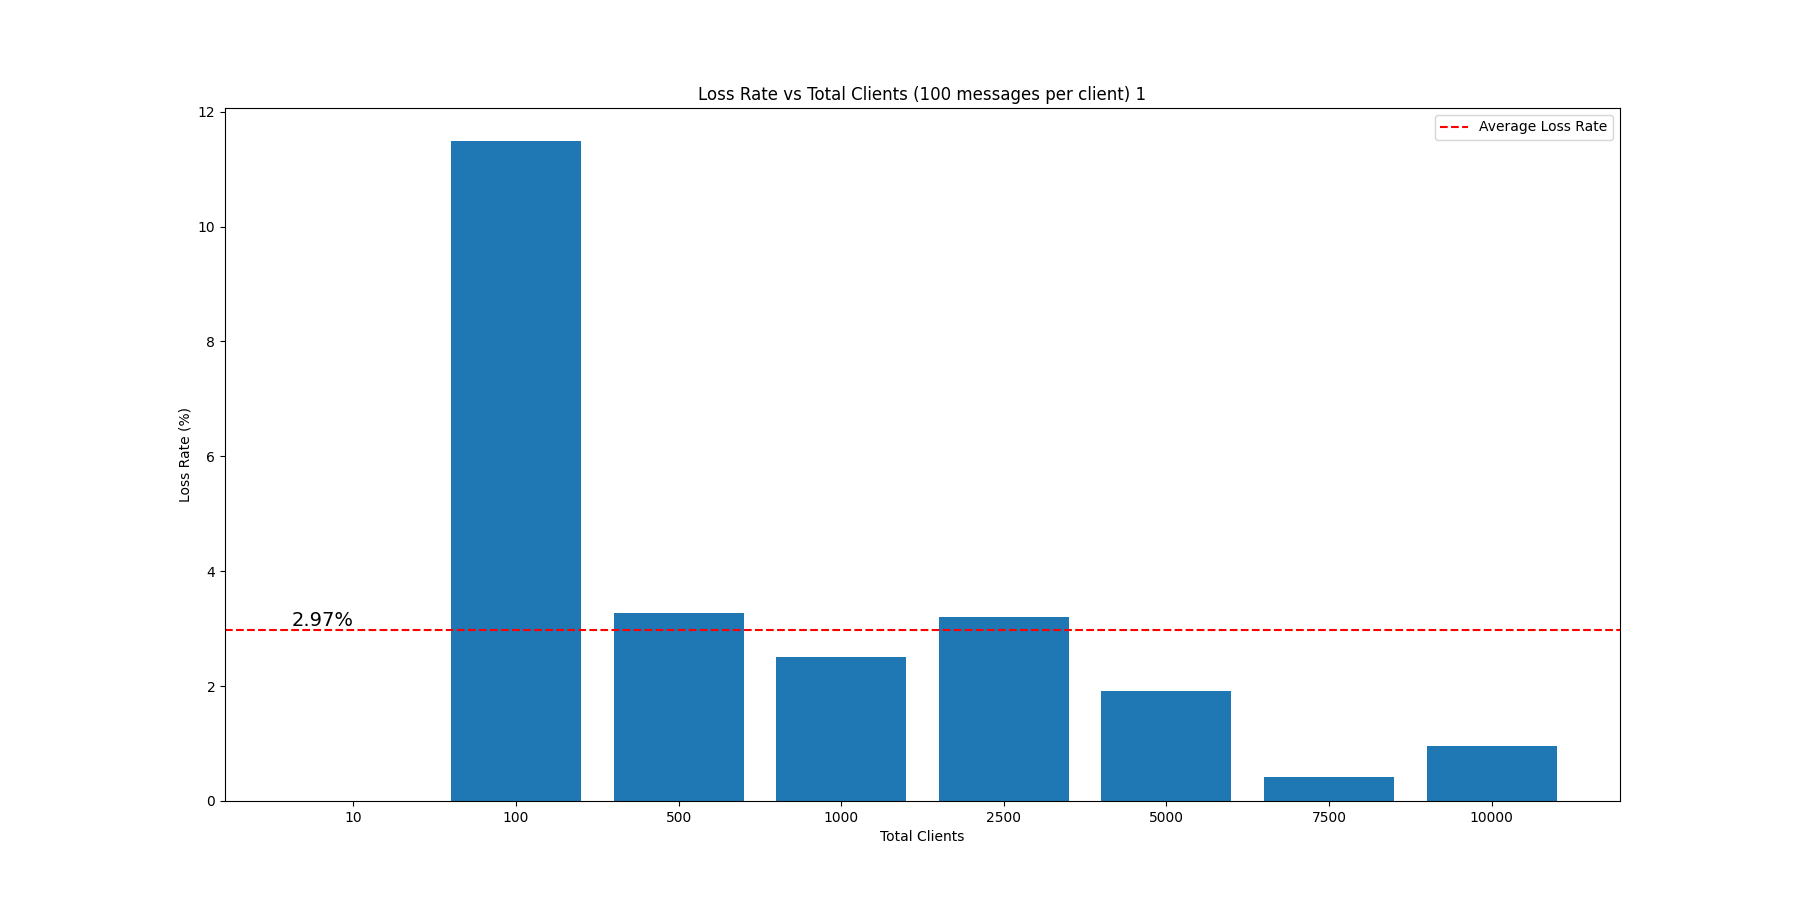 Loss Rate vs Total Clients (100 messages per client) 1
Average Loss Rate
12
10
8
6
4
2
0
Loss Rate (%)
2.97%
10 100 500 1000 2500 5000 7500 10000
Total Clients